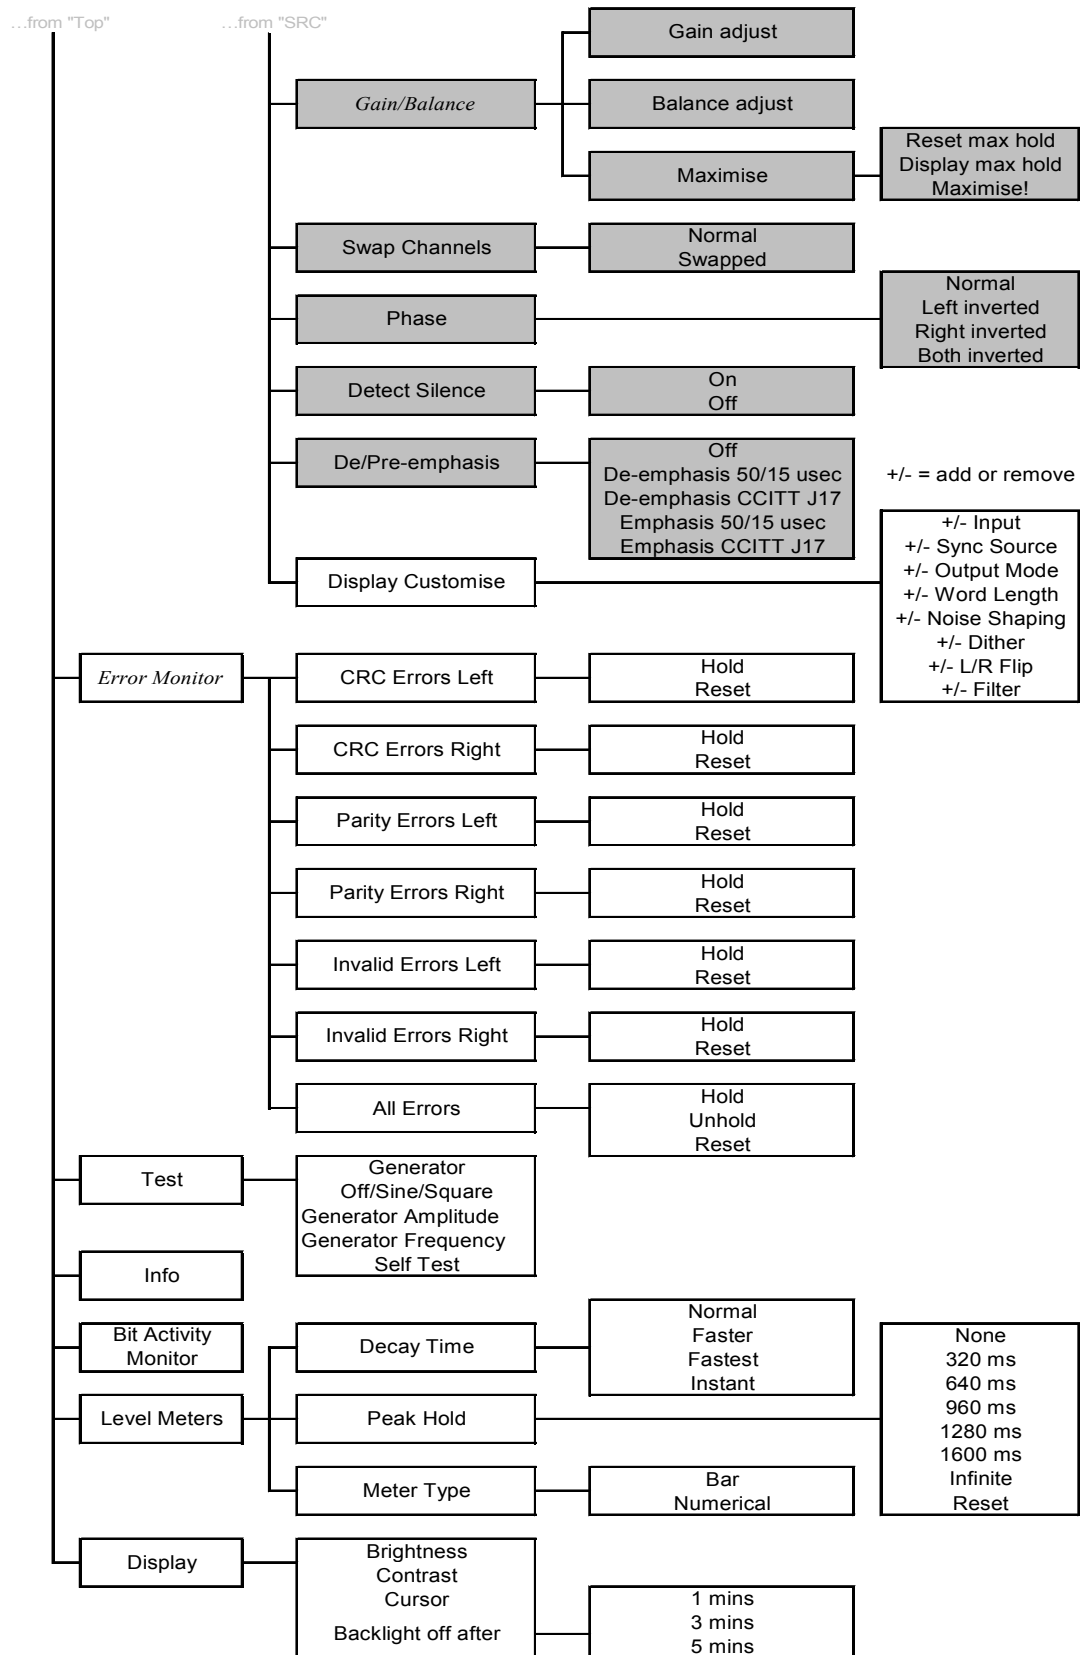 ...from "Top"
...from "SRC"
Gain adjust
Gain/Balance
Balance adjust
Maximise
Reset max hold
Display max hold
Maximise!
Swap Channels
Normal
Swapped
Phase
Normal
Left inverted
Right inverted
Both inverted
Detect Silence
On
Off
De/Pre-emphasis
Off
De-emphasis 50/15 usec
De-emphasis CCITT J17
Emphasis 50/15 usec
Emphasis CCITT J17
+/- = add or remove
Display Customise
+/- Input
+/- Sync Source
+/- Output Mode
+/- Word Length
+/- Noise Shaping
+/- Dither
+/- L/R Flip
+/- Filter
Error Monitor
CRC Errors Left
Hold
Reset
CRC Errors Right
Hold
Reset
Parity Errors Left
Hold
Reset
Parity Errors Right
Hold
Reset
Invalid Errors Left
Hold
Reset
Invalid Errors Right
Hold
Reset
All Errors
Hold
Unhold
Reset
Test
Generator
Off/Sine/Square
Generator Amplitude
Generator Frequency
Self Test
Info
Bit Activity
Monitor
Level Meters
Decay Time
Normal
Faster
Fastest
Instant
Peak Hold
None
320 ms
640 ms
960 ms
1280 ms
1600 ms
Infinite
Reset
Meter Type
Bar
Numerical
Display
Brightness
Contrast
Cursor
Backlight off after
1 mins
3 mins
5 mins